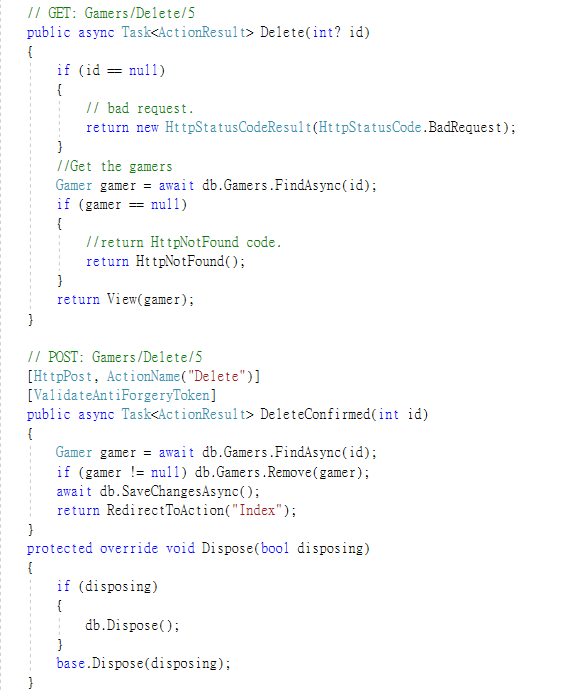 // GET: Gamers/Delete/5
public async Task<ActionResult> Delete(int? id)
{
    if (id == null)
    {
        // bad request.
        return new HttpStatusCodeResult(HttpStatusCode.BadRequest);
    }
    //Get the gamers
    Gamer gamer = await db.Gamers.FindAsync(id);
    if (gamer == null)
    {
        //return HttpNotFound code.
        return HttpNotFound();
    }
    return View(gamer);
}

// POST: Gamers/Delete/5
[HttpPost, ActionName("Delete")]
[ValidateAntiForgeryToken]
public async Task<ActionResult> DeleteConfirmed(int id)
{
    Gamer gamer = await db.Gamers.FindAsync(id);
    if (gamer != null) db.Gamers.Remove(gamer);
    await db.SaveChangesAsync();
    return RedirectToAction("Index");
}
protected override void Dispose(bool disposing)
{
    if (disposing)
    {
        db.Dispose();
    }
    base.Dispose(disposing);
}